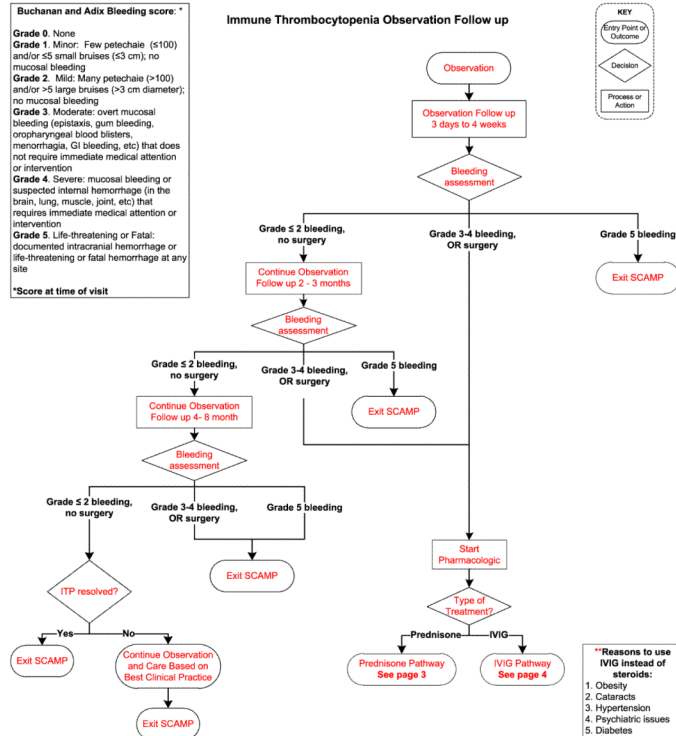 Buchanan and Adix Bleeding score: *
Grade 0. None
Grade 1. Minor: Few petechaie (≤100)
and/or ≤5 small bruises (≤3 cm); no
mucosal bleeding
Grade 2. Mild: Many petechaie (>100)
and/or >5 large bruises (>3 cm diameter);
no mucosal bleeding
Grade 3. Moderate: overt mucosal
bleeding (epistaxis, gum bleeding,
oropharyngeal blood blisters,
menorrhagia, GI bleeding, etc) that does
not require immediate medical attention
or intervention
Grade 4. Severe: mucosal bleeding or
suspected internal hemorrhage (in the
brain, lung, muscle, joint, etc) that
requires immediate medical attention or
intervention
Grade 5. Life-threatening or Fatal:
documented intracranial hemorrhage or
life-threatening or fatal hemorrhage at any
site
*Score at time of visit
Immune Thrombocytopenia Observation Follow up
KEY
Entry Point or
Outcome
Decision
Process or
Action
Observation
Observation Follow up
3 days to 4 weeks
Bleeding
assessment
Grade ≤ 2 bleeding,
no surgery
Grade 3-4 bleeding,
OR surgery
Grade 5 bleeding
Continue Observation
Follow up 2 - 3 months
Exit SCAMP
Bleeding
assessment
Grade ≤ 2 bleeding,
no surgery
Grade 3-4 bleeding,
OR surgery
Grade 5 bleeding
Continue Observation
Follow up 4- 8 month
Exit SCAMP
Bleeding
assessment
Grade ≤ 2 bleeding,
no surgery
Grade 3-4 bleeding,
OR surgery
Grade 5 bleeding
Exit SCAMP
ITP resolved?
Yes
No
Exit SCAMP
Continue Observation
and Care Based on
Best Clinical Practice
Exit SCAMP
Start
Pharmacologic
Type of
Treatment?
Prednisone
IVIG
Prednisone Pathway
See page 3
IVIG Pathway
See page 4
**Reasons to use
IVIG instead of
steroids:
1. Obesity
2. Cataracts
3. Hypertension
4. Psychiatric issues
5. Diabetes